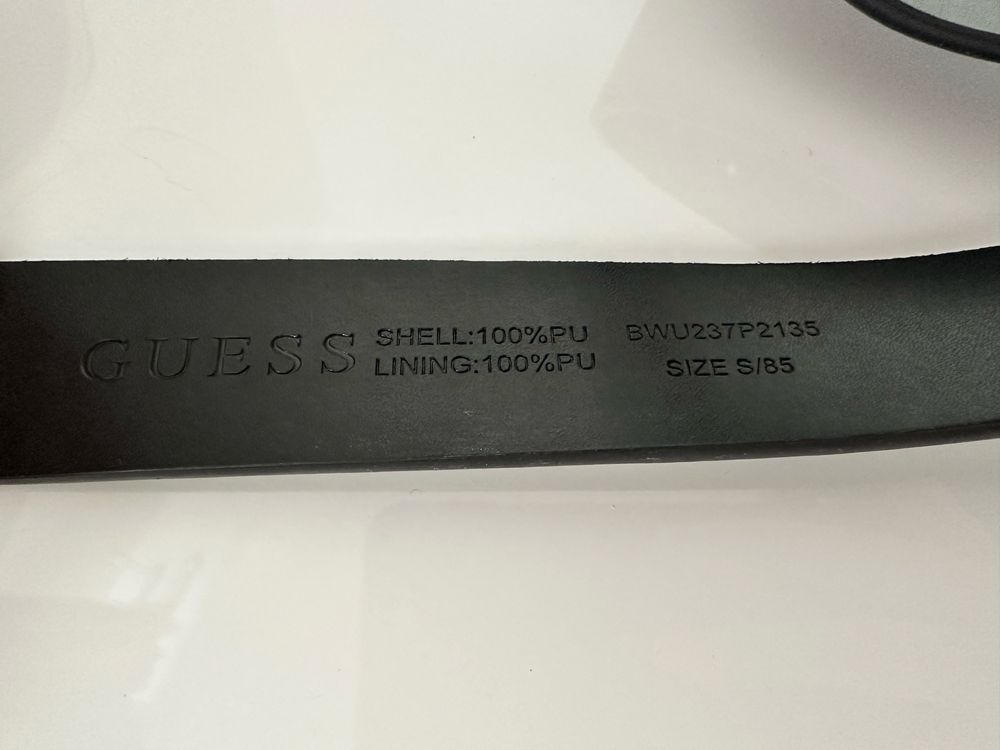 GUESS
SHELL:100%PU
LINING:100%PU
BWU237P2135
SIZE S/85